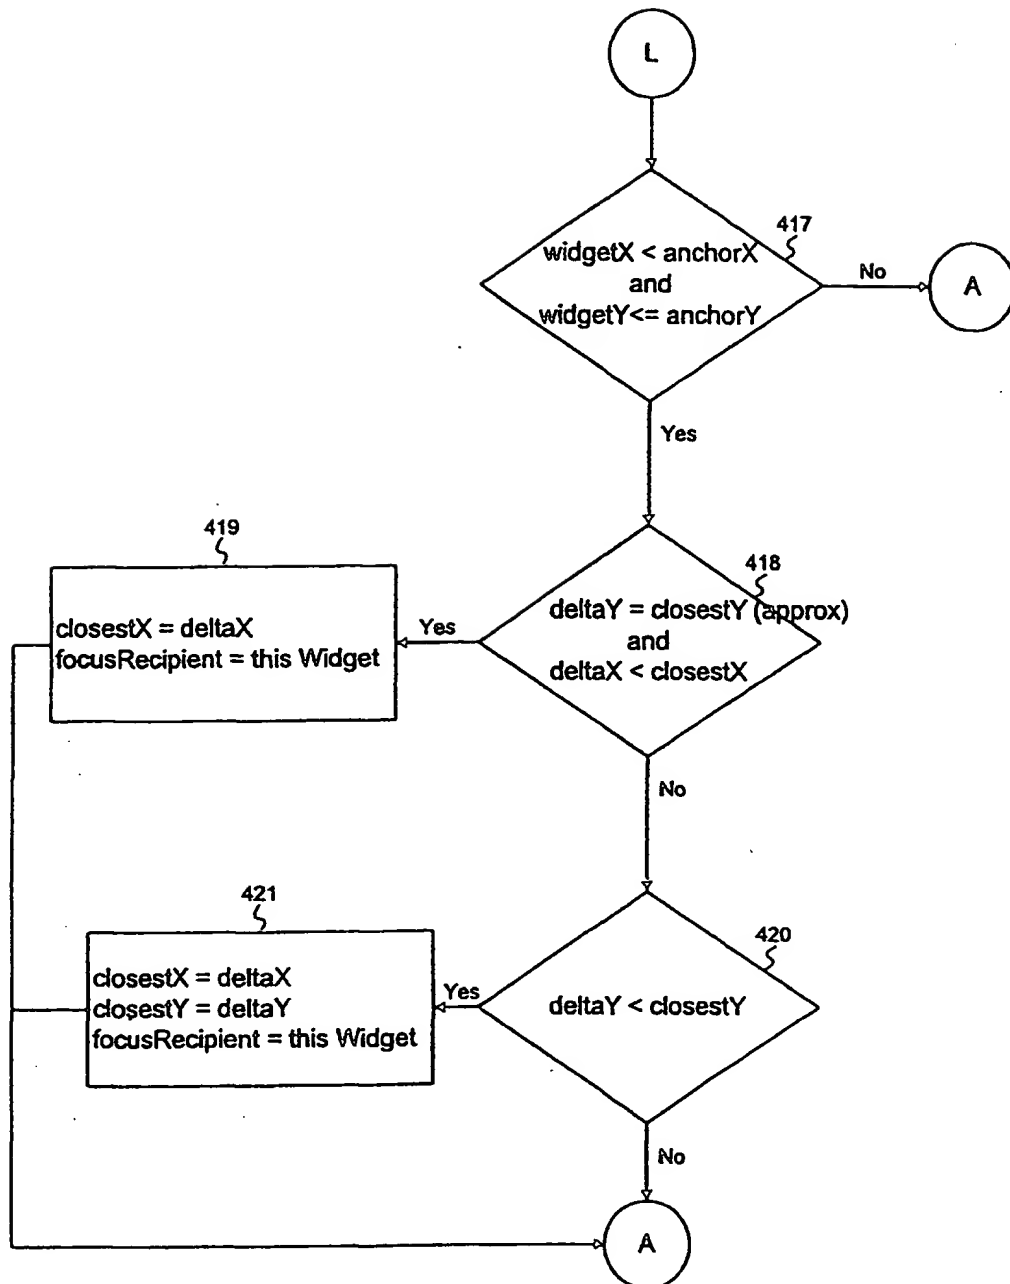 L
417
widgetX < anchorX
and
widgetY<= anchorY
No
A
Yes
419
closestX = deltaX
focusRecipient = this Widget
Yes
418
deltaY = closestY (approx)
and
deltaX < closestX
No
421
closestX = deltaX
closestY = deltaY
focusRecipient = this Widget
Yes
420
deltaY < closestY
No
A